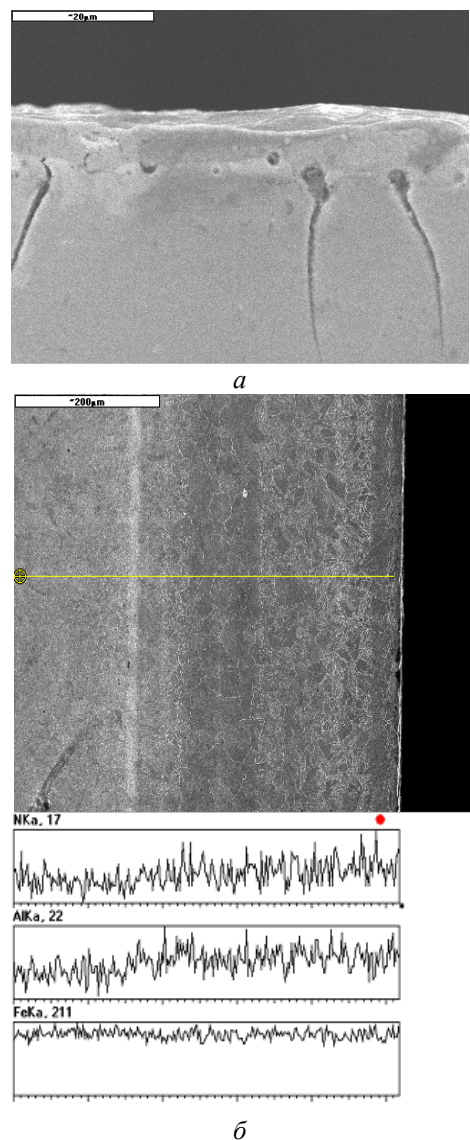 ~20µm
а
~200µm
NKa, 17
AlKa, 22
FeKa, 211
б